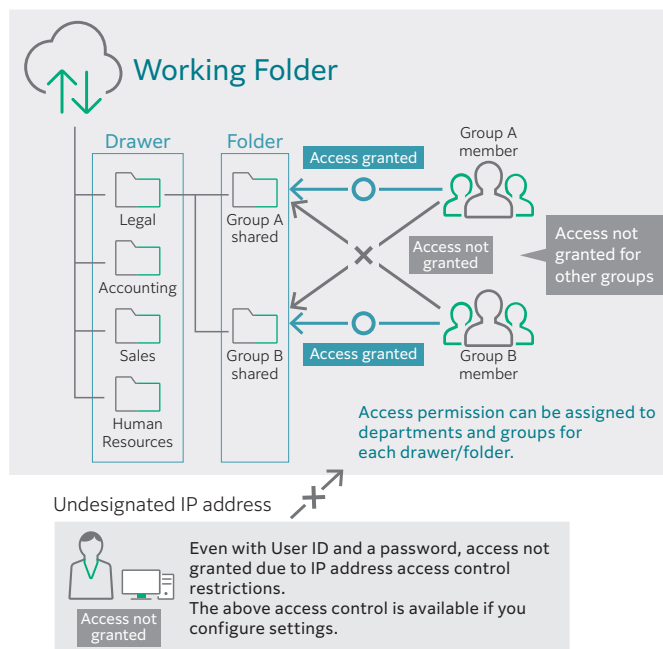 Working Folder
Drawer
Folder
Legal
Accounting
Sales
Human
Resources
Group A
shared
Group B
shared
Access granted
Access not
granted
Access granted
Group A
member
Group B
member
Access not
granted for
other groups
Access permission can be assigned to
departments and groups for
each drawer/folder.
Undesignated IP address
Access not
granted
Even with User ID and a password, access not
granted due to IP address access control
restrictions.
The above access control is available if you
configure settings.